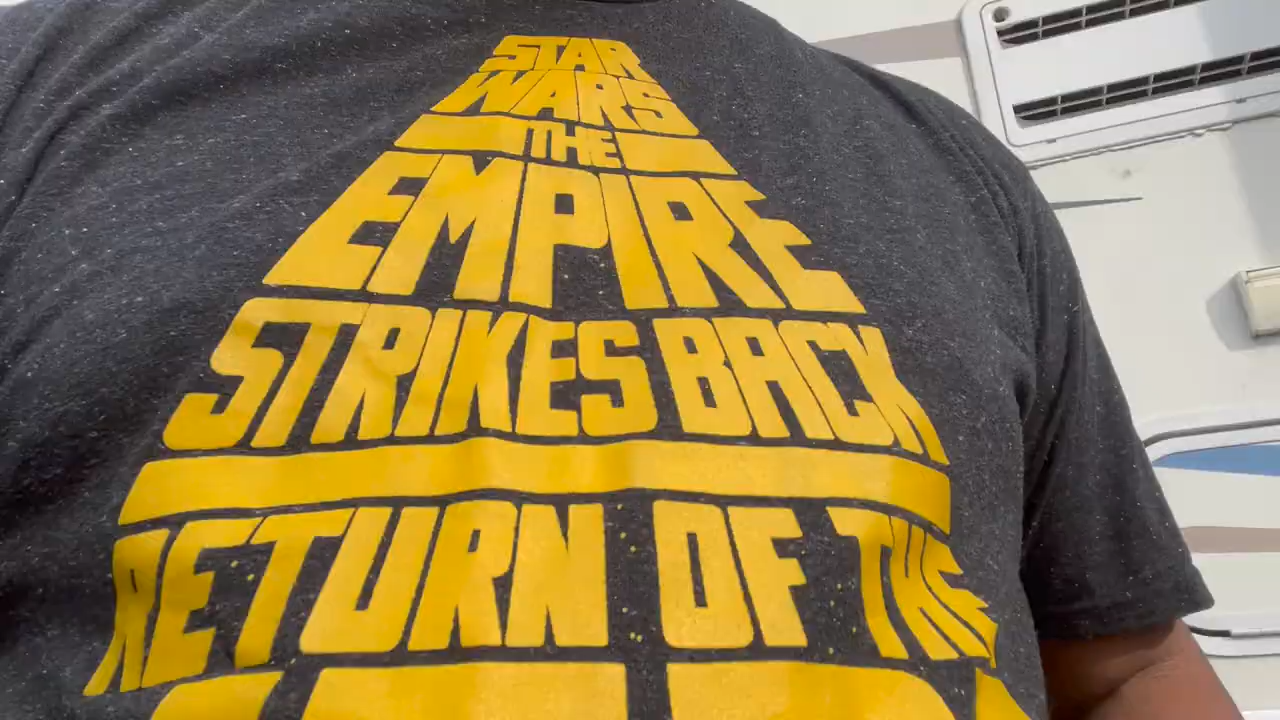 STAR
WARS
THE
EMPIRE
STRIKES BACK
RETURN OF THE